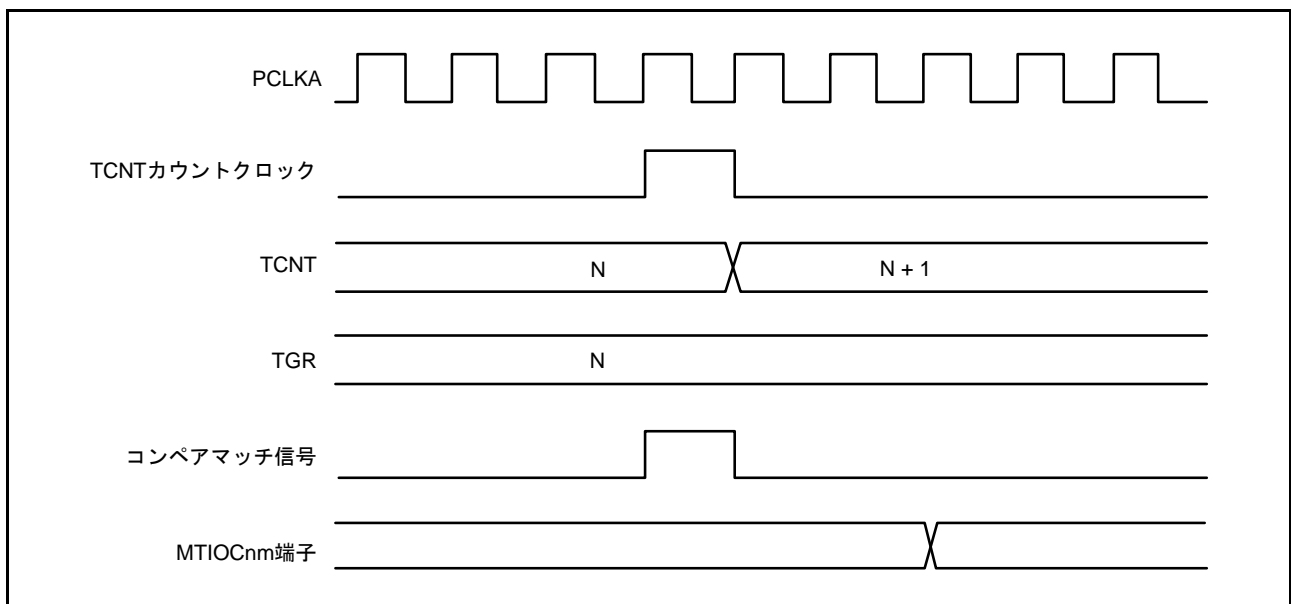 PCLKA
TCNTカウントクロック
TCNT
N
N + 1
TGR
N
コンペアマッチ信号
MTIOCnm端子